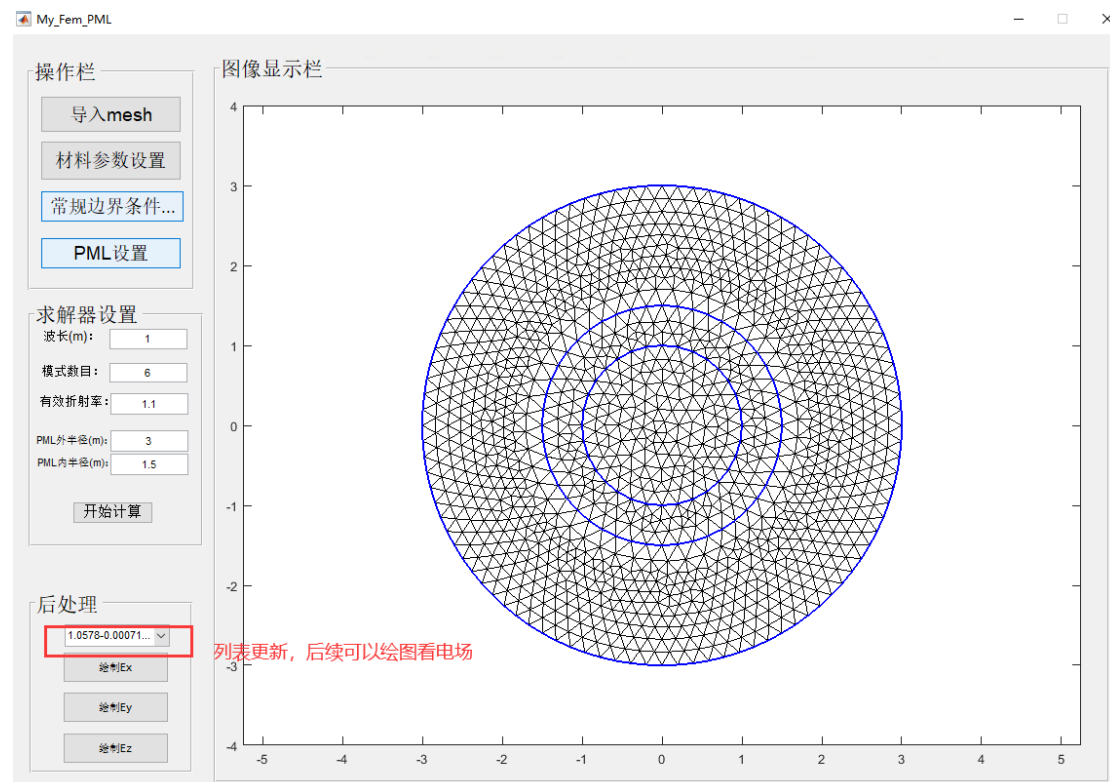 My_Fem_PML
操作栏
导入mesh
材料参数设置
常规边界条件...
PML设置
求解器设置
波长(m): 1
模式数目: 6
有效折射率: 1.1
PML外半径(m): 3
PML内半径(m): 1.5
开始计算
后处理
1.0578-0.00071...
绘制Ex
绘制Ey
绘制Ez
图像显示栏
4
3
2
1
0
-1
-2
-3
-4
-5 -4 -3 -2 -1 0 1 2 3 4 5
列表更新，后续可以绘图看电场